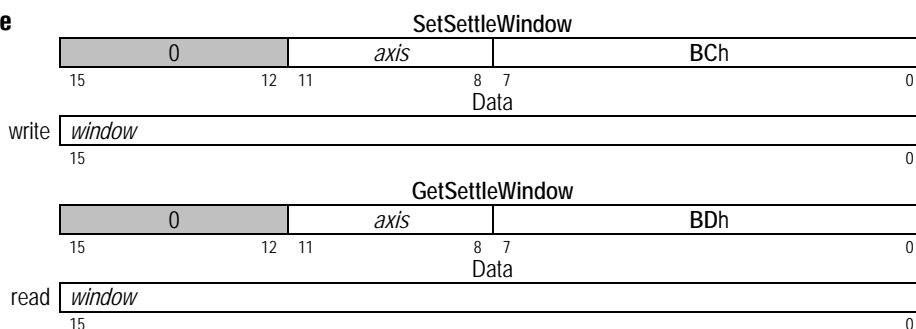 e
SetSettleWindow
0 axis BCh
15 12 11 8 7 0
Data
write window
15 0
GetSettleWindow
0 axis BDh
15 12 11 8 7 0
Data
read window
15 0